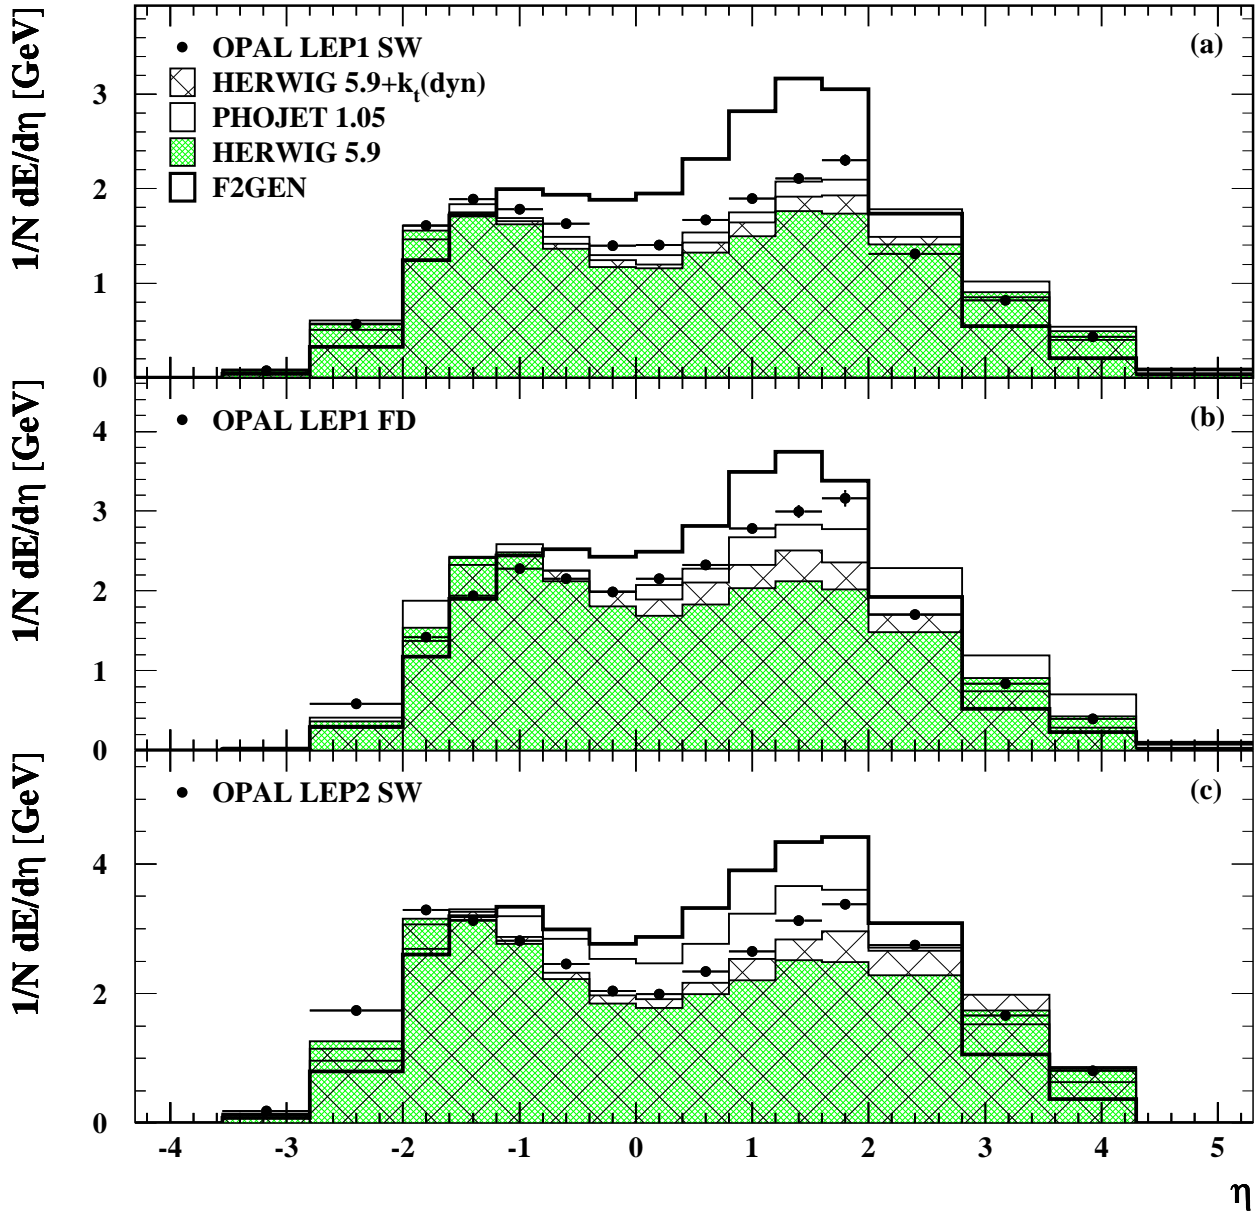 1/N dE/dη [GeV]
(a)
OPAL LEP1 SW
HERWIG 5.9+kt(dyn)
PHOJET 1.05
HERWIG 5.9
F2GEN
3
2
1
0
1/N dE/dη [GeV]
(b)
OPAL LEP1 FD
4
3
2
1
0
1/N dE/dη [GeV]
(c)
OPAL LEP2 SW
4
2
0
-4 -3 -2 -1 0 1 2 3 4 5
η